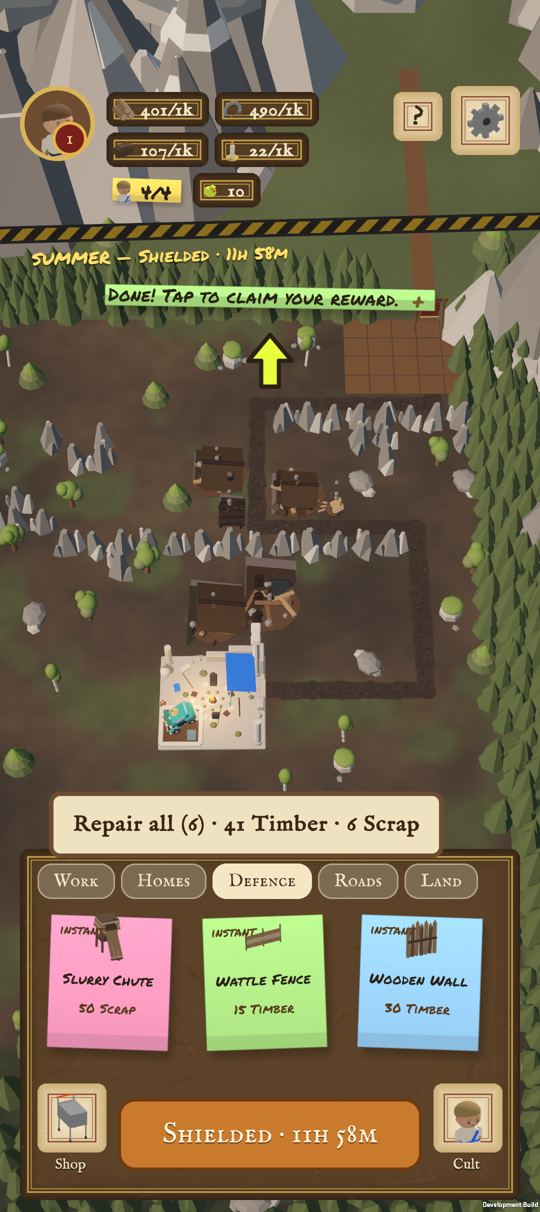 401/1k
490/1k
?
1
107/1k
22/1k
4/4
10
Summer — Shielded · 11h 58m
Done! Tap to claim your reward. +
Repair all (6) · 41 Timber · 6 Scrap
Work Homes Defence Roads Land
Instant Instant Instant
Slurry Chute Wattle Fence Wooden Wall
50 Scrap 15 Timber 30 Timber
Shielded · 11h 58m
Shop Cult
Development Build